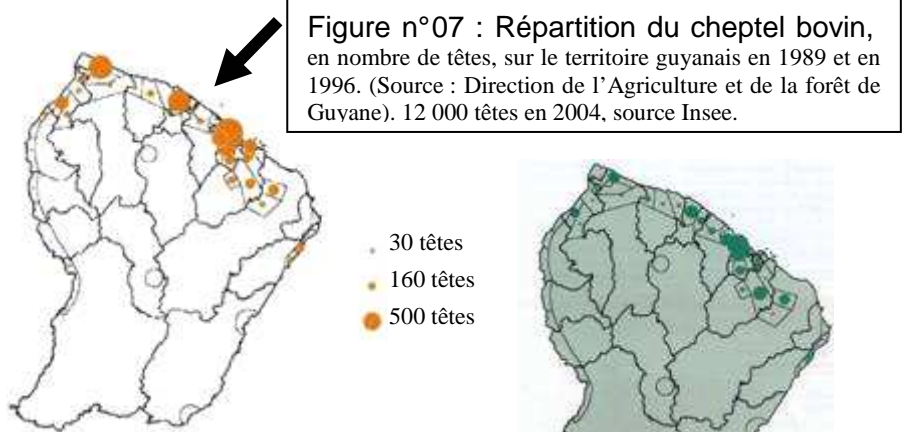 Figure n°07 : Répartition du cheptel bovin,
en nombre de têtes, sur le territoire guyanais en 1989 et en
1996. (Source : Direction de l'Agriculture et de la forêt de
Guyane). 12 000 têtes en 2004, source Insee.
30 têtes
160 têtes
500 têtes